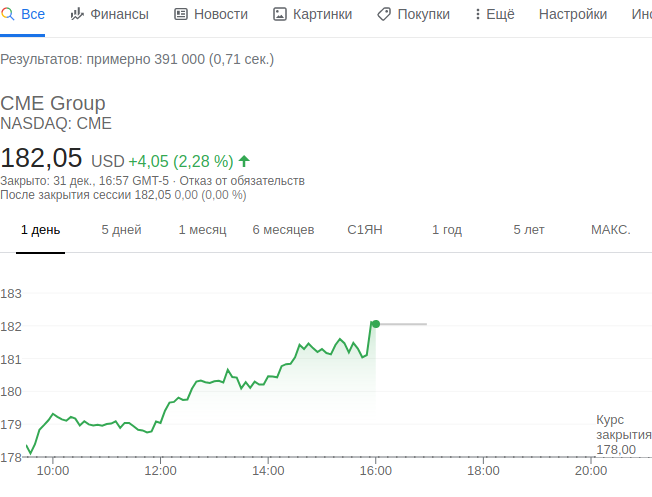 Все Финансы Новости Картинки Покупки Ещё Настройки Инс
Результатов: примерно 391 000 (0,71 сек.)
CME Group
NASDAQ: CME
182,05 USD +4,05 (2,28 %)
Закрыто: 31 дек., 16:57 GMT-5 · Отказ от обязательств
После закрытия сессии 182,05 0,00 (0,00 %)
1 день 5 дней 1 месяц 6 месяцев С1ЯН 1 год 5 лет МАКС.
183
182
181
180
179
178
Курс
закрытия
178,00
10:00 12:00 14:00 16:00 18:00 20:00